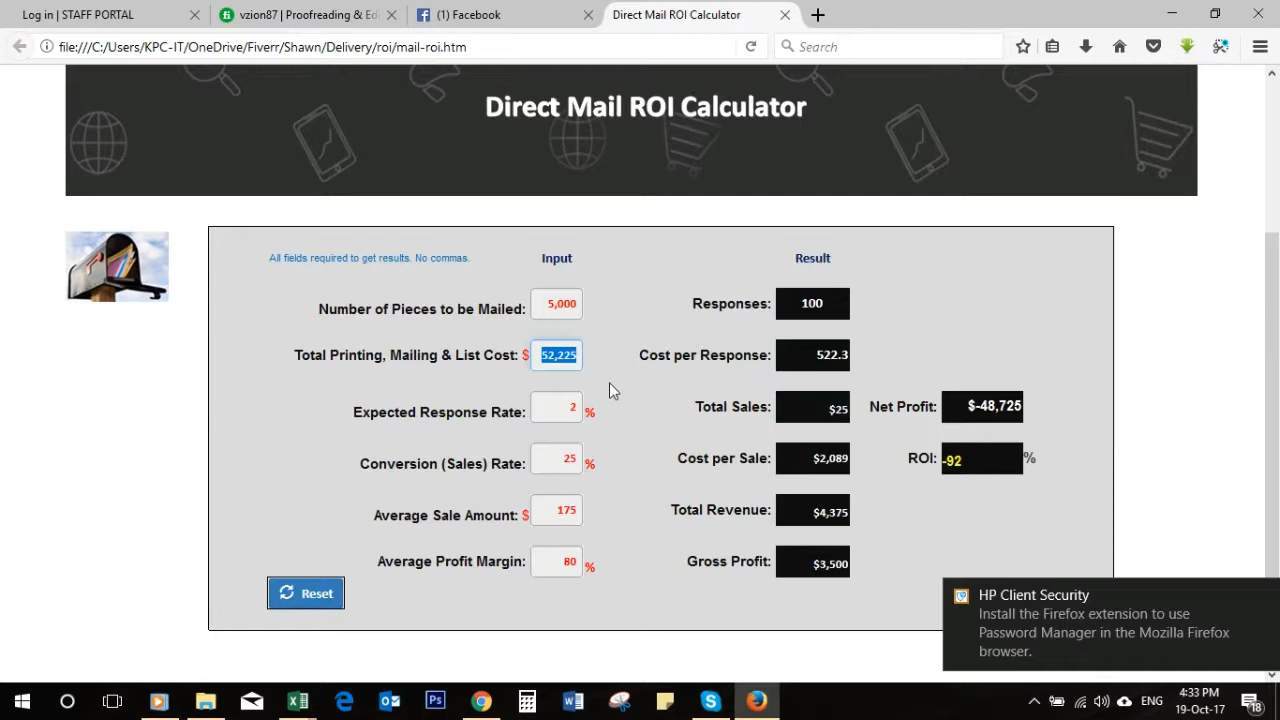 Log in | STAFF PORTAL
vzion87 | Proofreading & Ed
(1) Facebook
Direct Mail ROI Calculator
file:///C:/Users/KPC-IT/OneDrive/Fiverr/Shawn/Delivery/roi/mail-roi.htm
Search
Direct Mail ROI Calculator
All fields required to get results. No commas.
Input
Result
Number of Pieces to be Mailed: 5,000
Responses: 100
Total Printing, Mailing & List Cost: $ 52,225
Cost per Response: 522.3
Expected Response Rate: 2 %
Total Sales: $25
Net Profit: $-48,725
Conversion (Sales) Rate: 25 %
Cost per Sale: $2,089
ROI: -92 %
Average Sale Amount: $ 175
Total Revenue: $4,375
Average Profit Margin: 80 %
Gross Profit: $3,500
Reset
HP Client Security
Install the Firefox extension to use
Password Manager in the Mozilla Firefox
browser.
ENG
4:33 PM
19-Oct-17
18